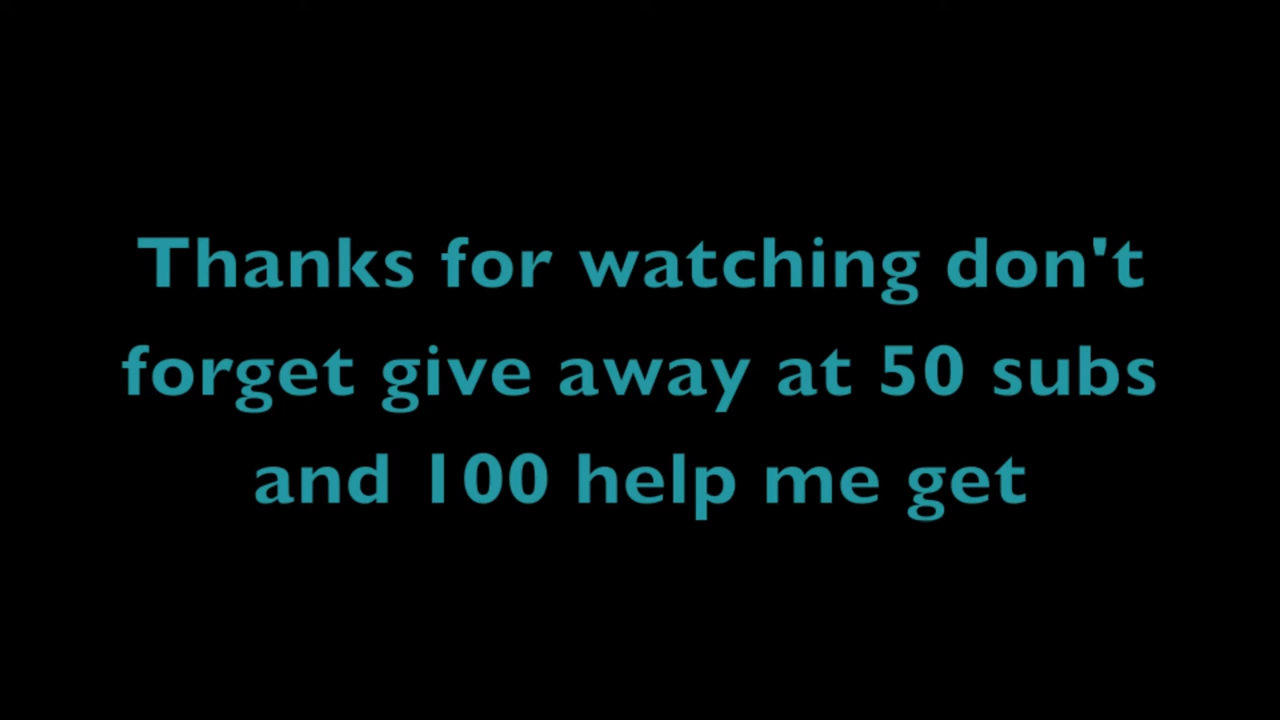 Thanks for watching don't
forget give away at 50 subs
and 100 help me get